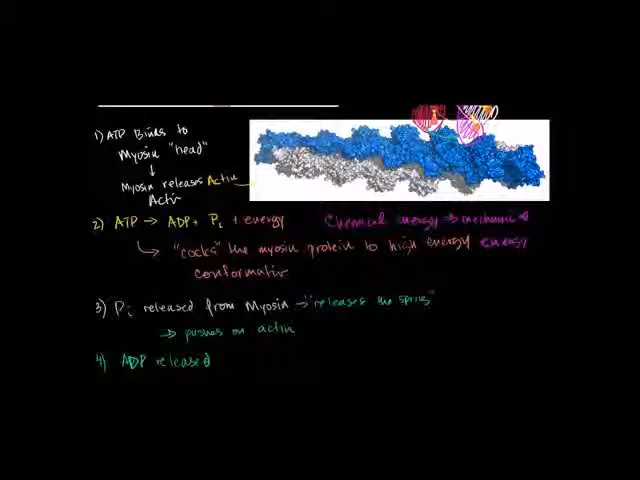 1) ATP Binds to
Myosin "head"
↓
Myosin releases Actin
Actin
2) ATP → ADP + Pi + energy
Chemical energy → mechanical
energy
↳ "cocks" the myosin protein to high energy
conformation
3) Pi released from Myosin → "releases the spring"
⇒ pushes on actin
4) ADP released